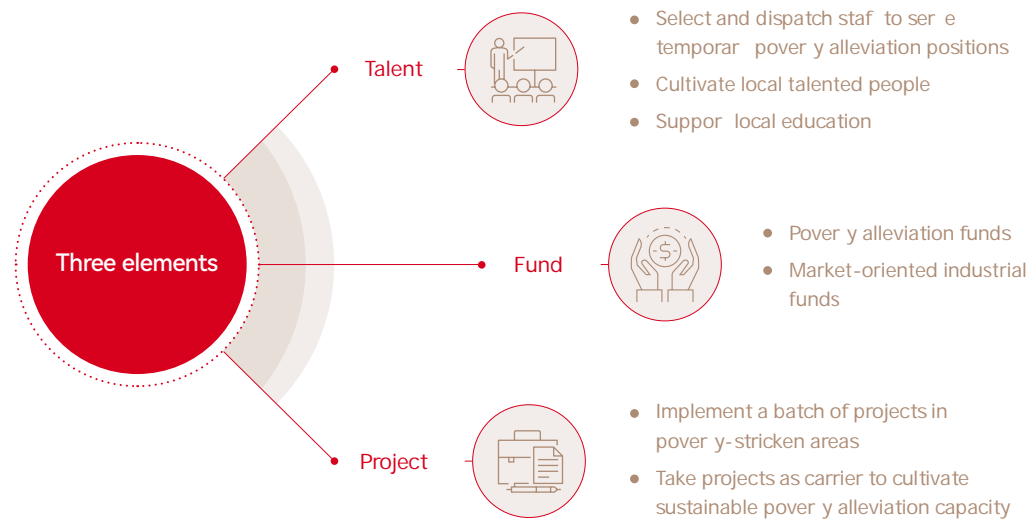 Talent
Select and dispatch staf to ser e
temporar pover y alleviation positions
Cultivate local talented people
Suppor local education
Three elements
Fund
$
Pover y alleviation funds
Market-oriented industrial
funds
Project
Implement a batch of projects in
pover y-stricken areas
Take projects as carrier to cultivate
sustainable pover y alleviation capacity